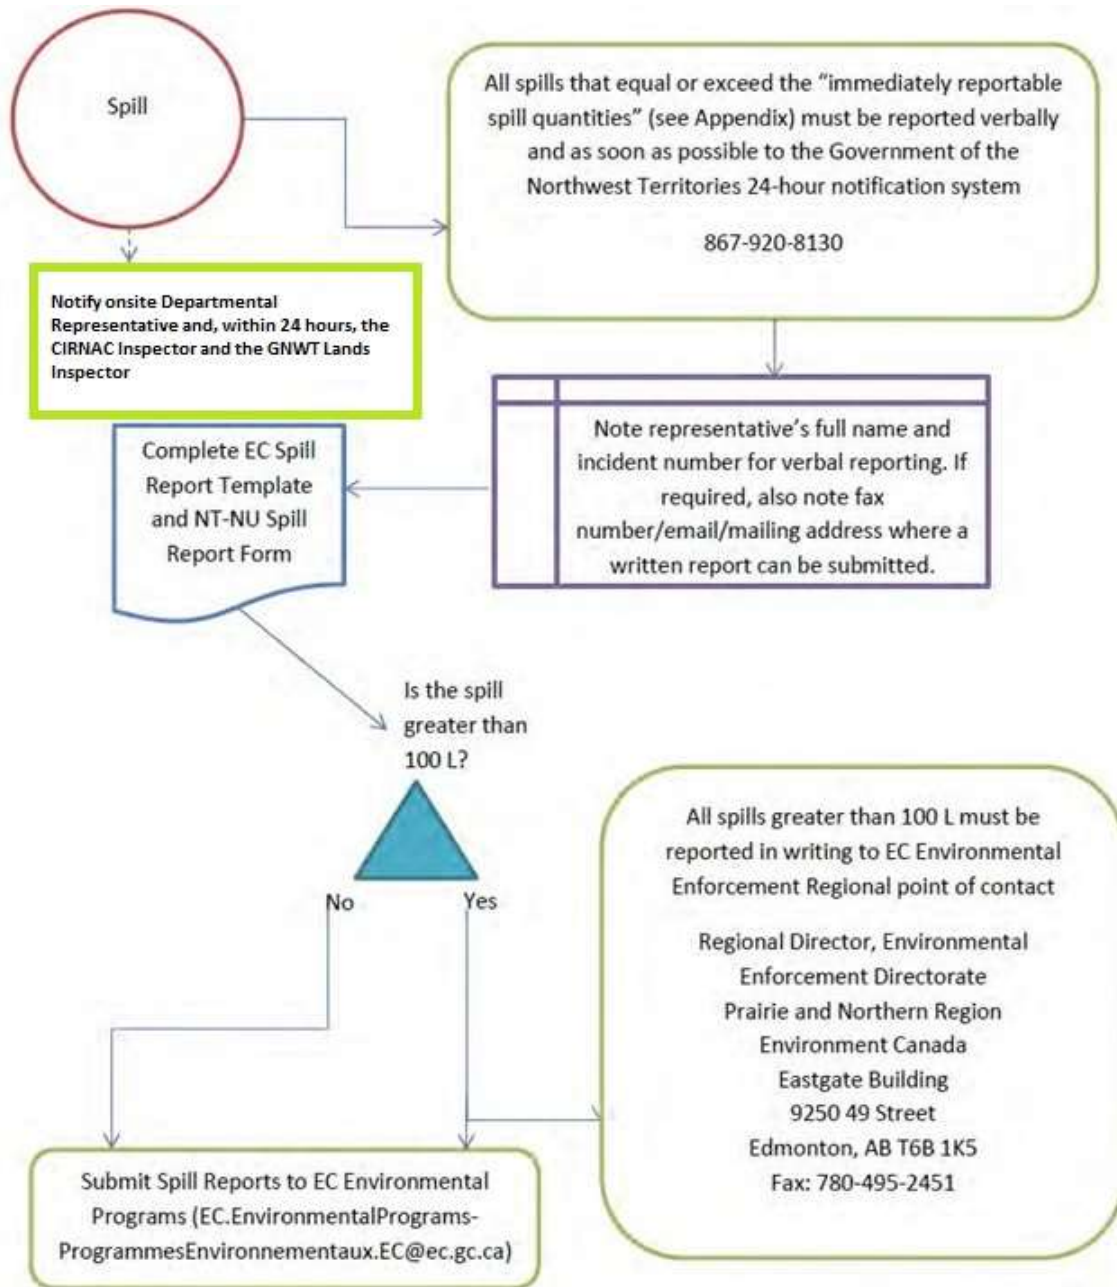 Spill
All spills that equal or exceed the “immediately reportable
spill quantities” (see Appendix) must be reported verbally
and as soon as possible to the Government of the
Northwest Territories 24-hour notification system
867-920-8130
Notify onsite Departmental
Representative and, within 24 hours, the
CIRNAC Inspector and the GNWT Lands
Inspector
Note representative’s full name and
incident number for verbal reporting. If
required, also note fax
number/email/mailing address where a
written report can be submitted.
Complete EC Spill
Report Template
and NT-NU Spill
Report Form
Is the spill
greater than
100 L?
No
Yes
All spills greater than 100 L must be
reported in writing to EC Environmental
Enforcement Regional point of contact
Regional Director, Environmental
Enforcement Directorate
Prairie and Northern Region
Environment Canada
Eastgate Building
9250 49 Street
Edmonton, AB T6B 1K5
Fax: 780-495-2451
Submit Spill Reports to EC Environmental
Programs (EC.EnvironmentalPrograms-
ProgrammesEnvironnementaux.EC@ec.gc.ca)